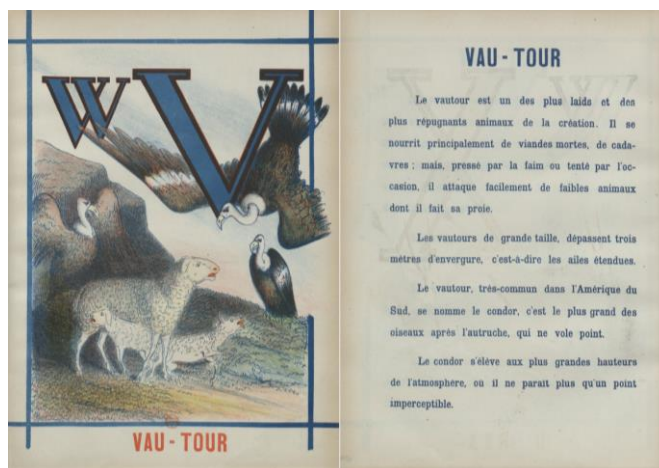 W V
VAU - TOUR
VAU - TOUR
Le vautour est un des plus laids et des
plus répugnants animaux de la création. Il se
nourrit principalement de viandes mortes, de cada-
vres ; mais, pressé par la faim ou tenté par l'oc-
casion, il attaque facilement de faibles animaux
dont il fait sa proie.
Les vautours de grande taille, dépassent trois
mètres d'envergure, c'est-à-dire les ailes étendues.
Le vautour, très-commun dans l'Amérique du
Sud, se nomme le condor, c'est le plus grand des
oiseaux après l'autruche, qui ne vole point.
Le condor s'élève aux plus grandes hauteurs
de l'atmosphère, ou il ne parait plus qu'un point
imperceptible.